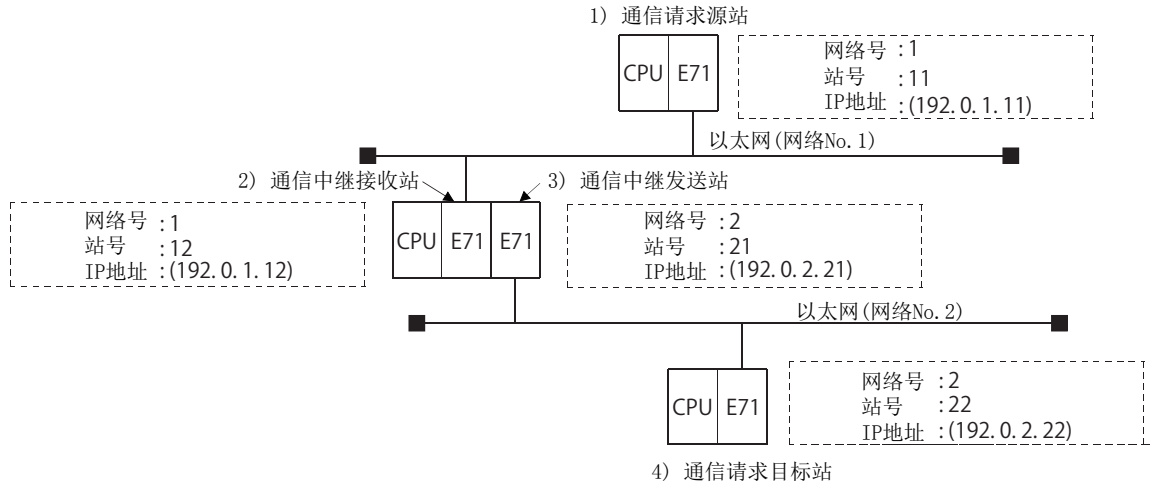 1) 通信请求源站
CPU E71
网络号 :1
站号 :11
IP地址 :(192.0.1.11)
以太网(网络No.1)
2) 通信中继接收站
3) 通信中继发送站
网络号 :1
站号 :12
IP地址 :(192.0.1.12)
CPU E71 E71
网络号 :2
站号 :21
IP地址 :(192.0.2.21)
以太网(网络No.2)
CPU E71
网络号 :2
站号 :22
IP地址 :(192.0.2.22)
4) 通信请求目标站